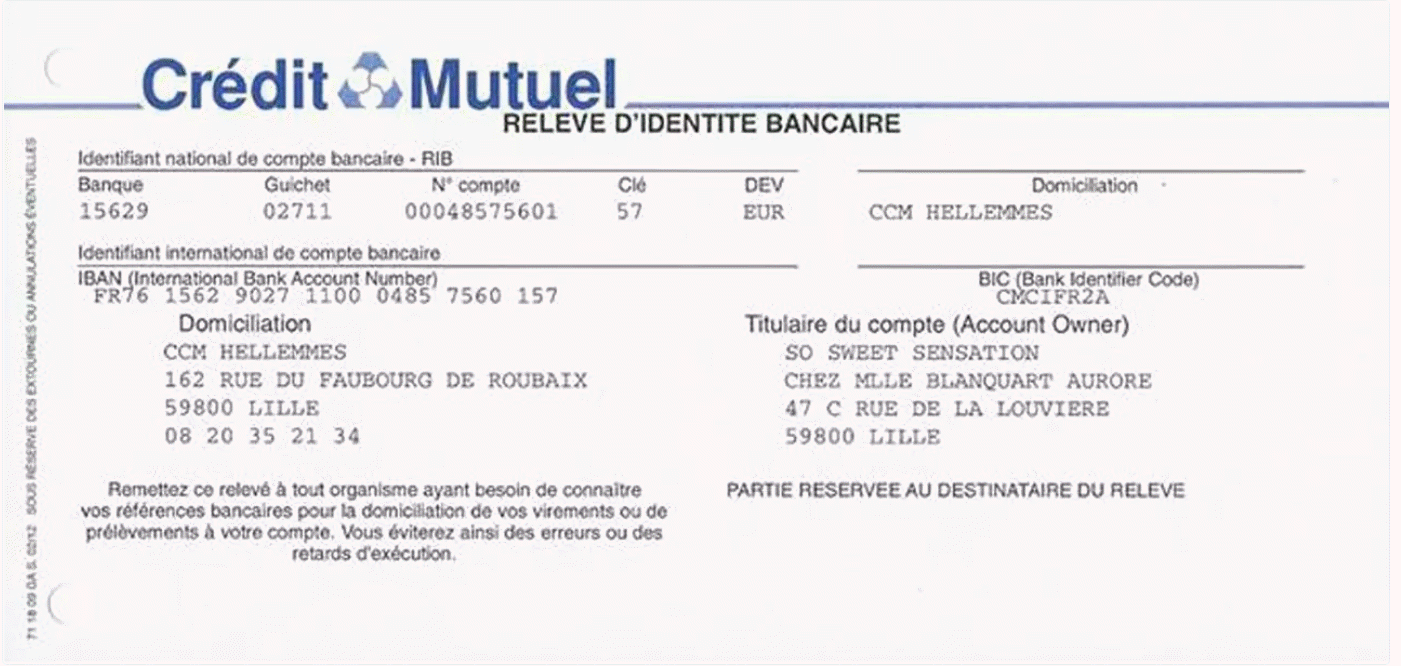 Crédit Mutuel
RELEVE D'IDENTITE BANCAIRE
Identifiant national de compte bancaire - RIB
Banque Guichet N° compte Clé DEV Domiciliation
15629 02711 00048575601 57 EUR CCM HELLEMMES
Identifiant international de compte bancaire
IBAN (International Bank Account Number) BIC (Bank Identifier Code)
FR76 1562 9027 1100 0485 7560 157 CMCIFR2A
Domiciliation
CCM HELLEMMES
162 RUE DU FAUBOURG DE ROUBAIX
59800 LILLE
08 20 35 21 34
Titulaire du compte (Account Owner)
SO SWEET SENSATION
CHEZ MLLE BLANQUART AURORE
47 C RUE DE LA LOUVIERE
59800 LILLE
Remettez ce relevé à tout organisme ayant besoin de connaître
vos références bancaires pour la domiciliation de vos virements ou de
prélèvements à votre compte. Vous éviterez ainsi des erreurs ou des
retards d'exécution.
PARTIE RESERVEE AU DESTINATAIRE DU RELEVE
71 18 09 GA S. 02/12 SOUS RÉSERVE DES EXTOURNES OU ANNULATIONS ÉVENTUELLES